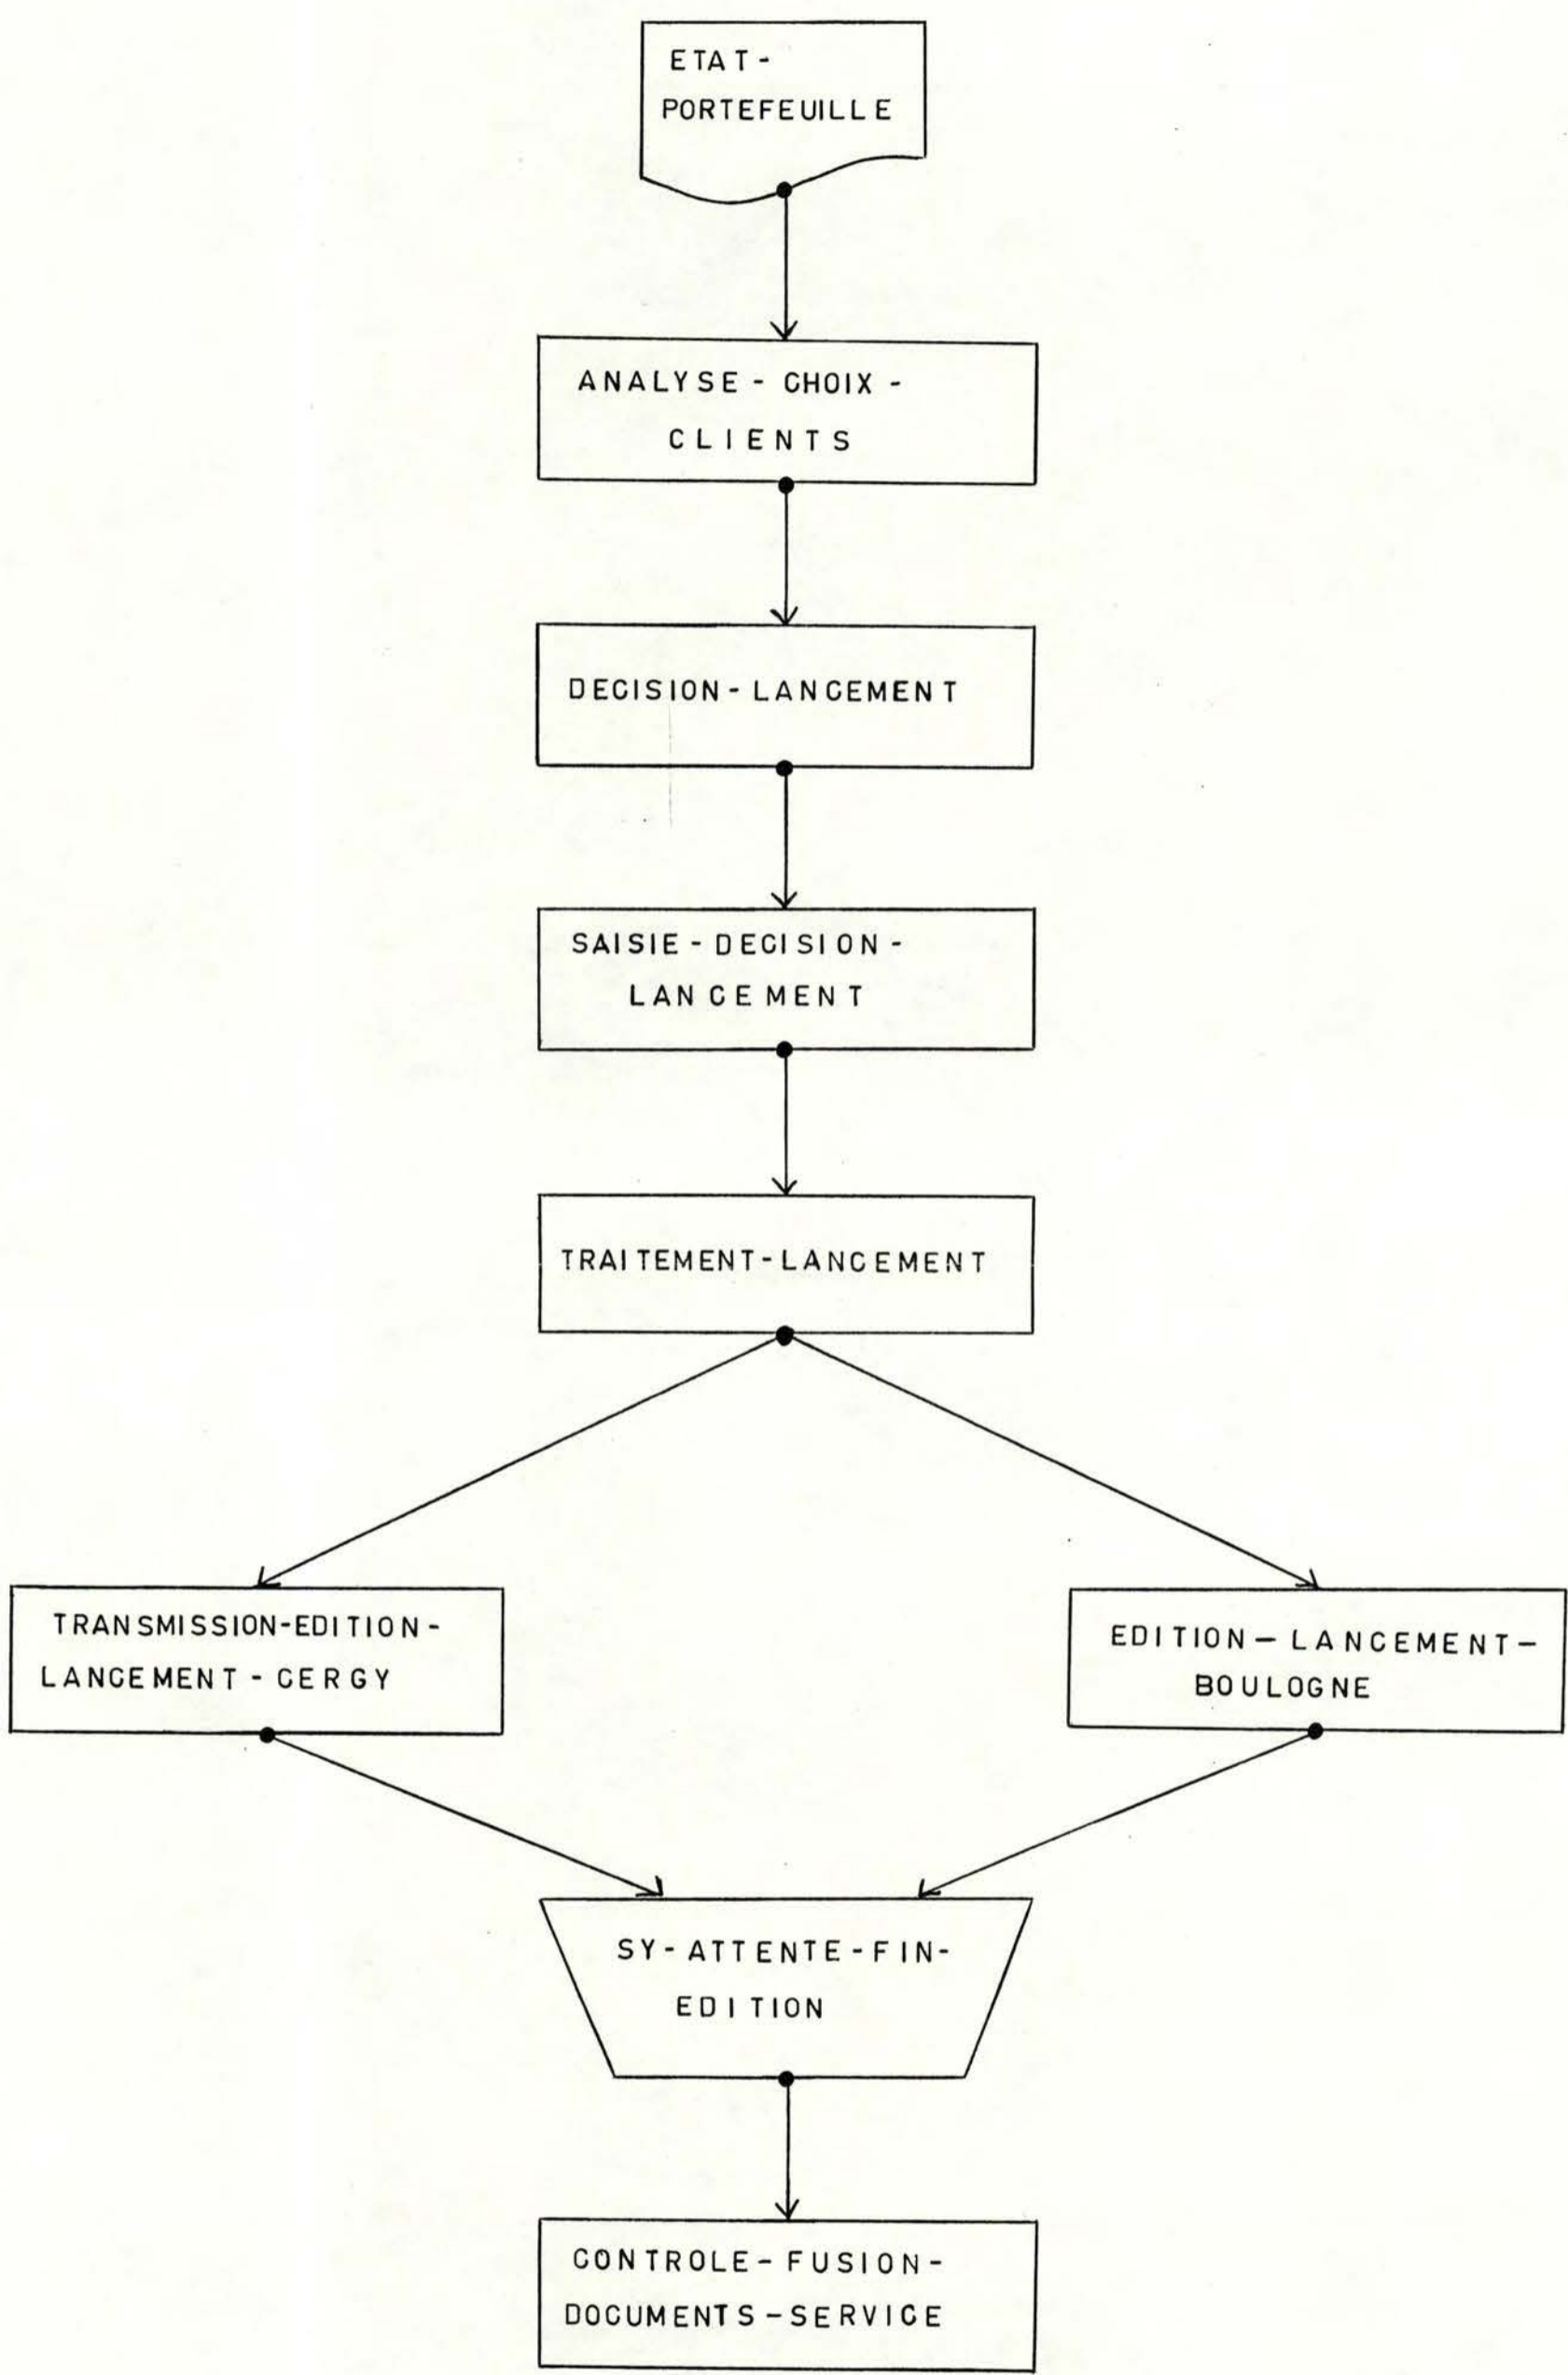 ETAT-
PORTEFEUILLE
ANALYSE - CHOIX -
CLIENTS
DECISION - LANCEMENT
SAISIE - DECISION -
LANCEMENT
TRAITEMENT - LANCEMENT
TRANSMISSION-EDITION-
LANCEMENT - CERGY
EDITION - LANCEMENT -
BOULOGNE
SY - ATTENTE - FIN -
EDITION
CONTROLE - FUSION -
DOCUMENTS - SERVICE